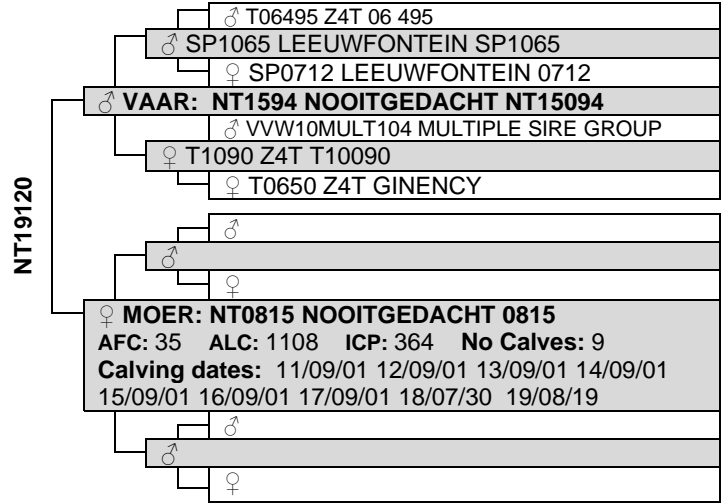 ♂ T06495 Z4T 06 495
♂ SP1065 LEEUWFONTEIN SP1065
♀ SP0712 LEEUWFONTEIN 0712
♂ VAAR: NT1594 NOOITGEDACHT NT15094
♂ VVW10MULT104 MULTIPLE SIRE GROUP
♀ T1090 Z4T T10090
♀ T0650 Z4T GINENCY
NT19120
♂
♂
♀
♀ MOER: NT0815 NOOITGEDACHT 0815
AFC: 35 ALC: 1108 ICP: 364 No Calves: 9
Calving dates: 11/09/01 12/09/01 13/09/01 14/09/01
15/09/01 16/09/01 17/09/01 18/07/30 19/08/19
♂
♂
♀